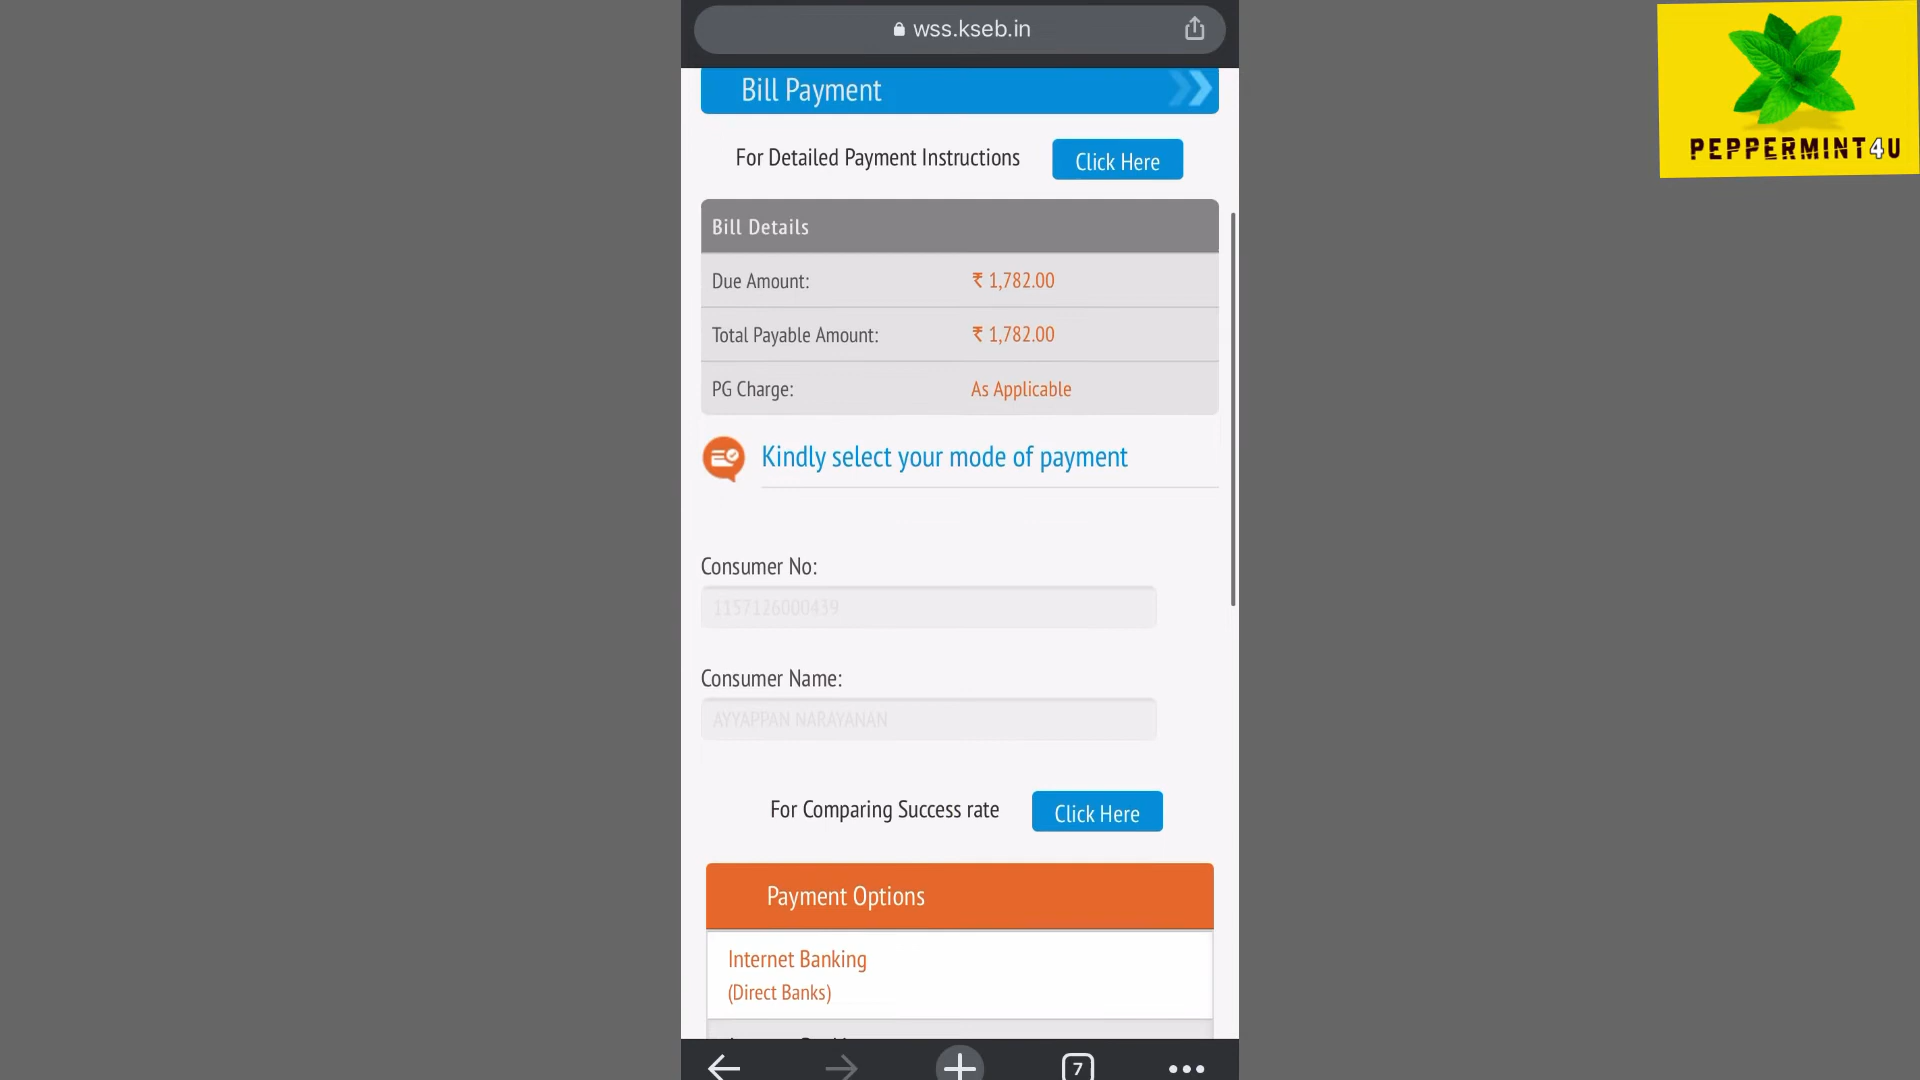 wss.kseb.in
PEPPERMINT4U
Bill Payment
For Detailed Payment Instructions
Click Here
Bill Details
Due Amount: ₹ 1,782.00
Total Payable Amount: ₹ 1,782.00
PG Charge: As Applicable
Kindly select your mode of payment
Consumer No:
1157126000439
Consumer Name:
AYYAPPAN NARAYANAN
For Comparing Success rate
Click Here
Payment Options
Internet Banking
(Direct Banks)
7